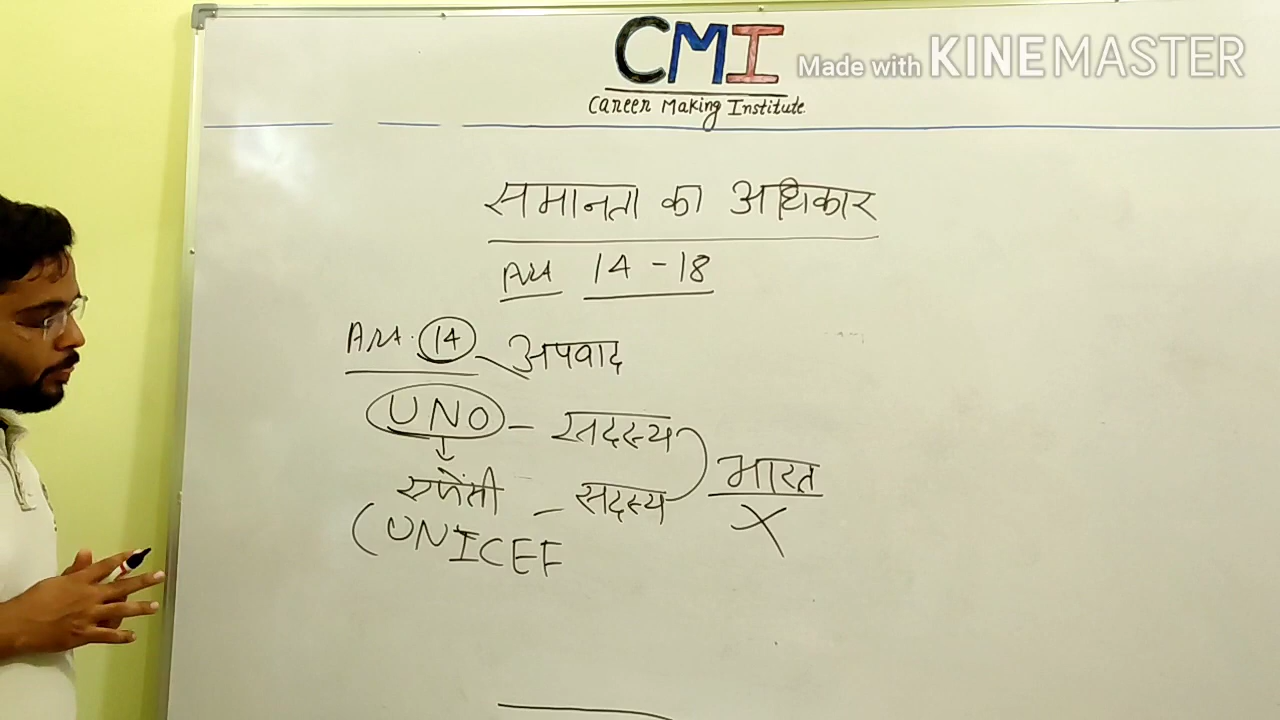 CMI
Made with KINEMASTER
Career Making Institute
समानता का अधिकार
Art 14 - 18
Art. 14 - अपवाद
UNO - सदस्य
भारत
एजेंसी - सदस्य
X
(UNICEF